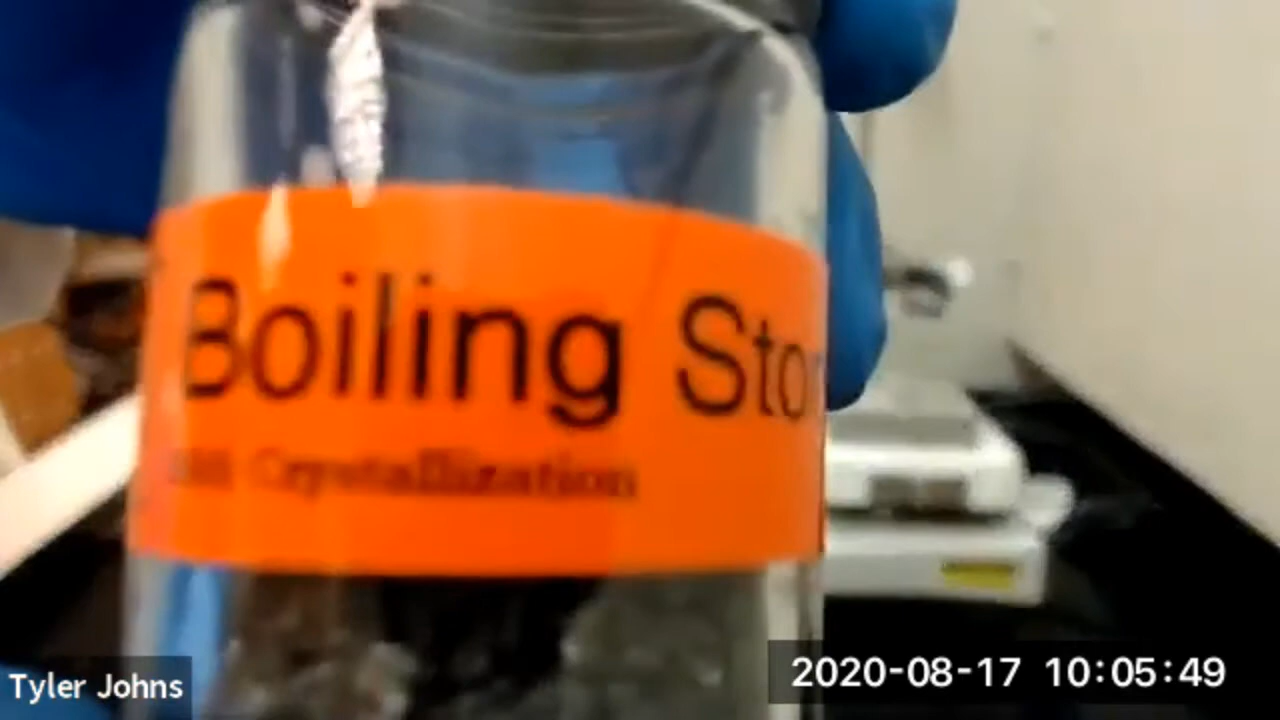 Boiling Sto
Crystallization
Tyler Johns
2020-08-17 10:05:49